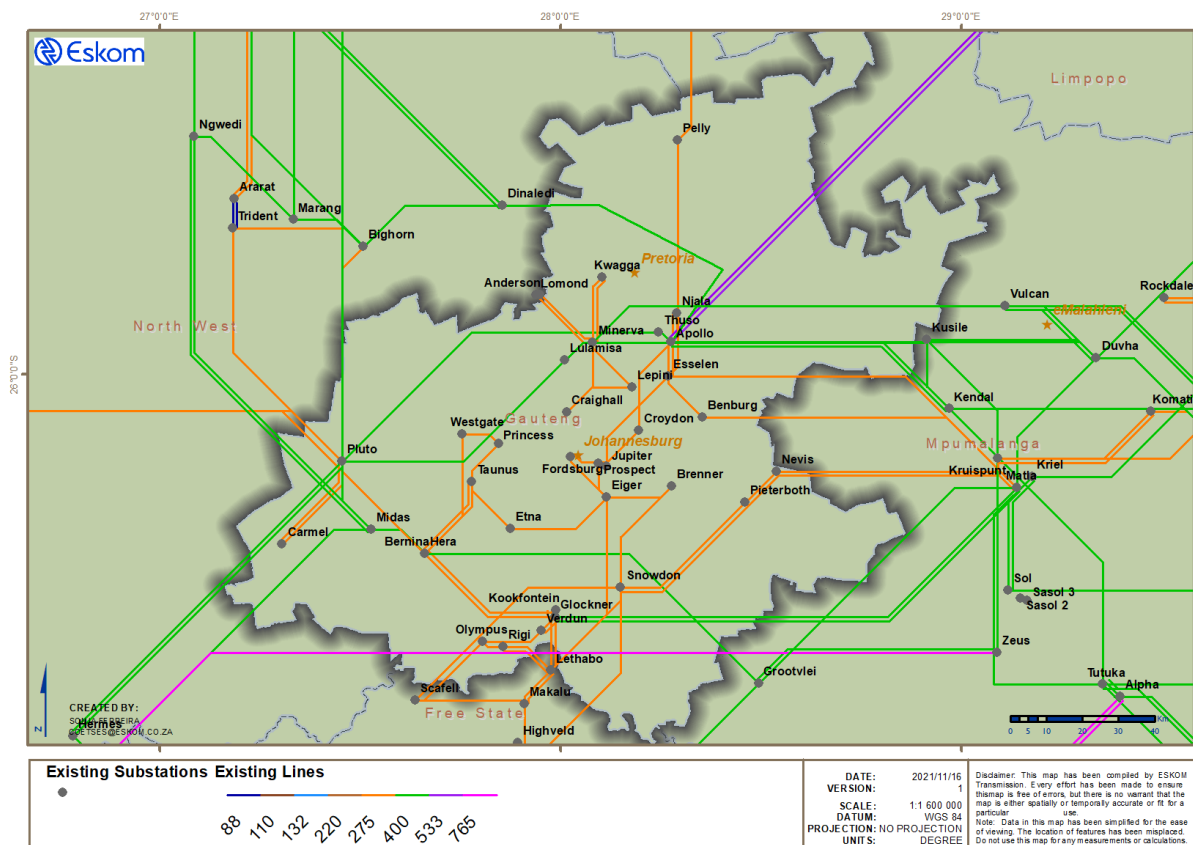 27°0'0"E
28°0'0"E
29°0'0"E
Eskom
Limpopo
Pelly
Ngwedi
Ararat
Dinaledi
Trident
Marang
Bighorn
Pretoria
Kwagga
Anderson
Lomond
Rockdale
Vulcan
Njala
eMalahleni
North West
Thuso
Minerva
Apollo
Kusile
Lulamisa
Duvha
26°0'0"S
Esselen
Lepini
Craighall
Kendal
Komati
Benburg
Westgate
Gauteng
Croydon
Princess
Johannesburg
Mpumalanga
Pluto
Jupiter
Nevis
Kriel
Taunus
Fordsburg
Prospect
Brenner
Kruispunt
Matla
Eiger
Pieterboth
Midas
Etna
Carmel
Bernina
Hera
Snowdon
Sol
Sasol 3
Kookfontein
Glockner
Sasol 2
Verdun
Olympus
Rigi
Zeus
Lethabo
Grootvlei
Tutuka
Scafell
Makalu
Alpha
Free State
CREATED BY:
Hermes
Highveld
@ESKOM.CO.ZA
N
Km
0 5 10 20 30 40
Existing Substations Existing Lines
88
110
132
220
275
400
533
765
DATE: 2021/11/16
VERSION: 1
SCALE: 1:1 600 000
DATUM: WGS 84
PROJECTION: NO PROJECTION
UNITS: DEGREE
Disclaimer: This map has been compiled by ESKOM
Transmission. Every effort has been made to ensure
thismap is free of errors, but there is no warrant that the
map is either spatially or temporally accurate or fit for a
particular use.
Note: Data in this map has been simplified for the ease
of viewing. The location of features has been misplaced.
Do not use this map for any measurements or calculations.